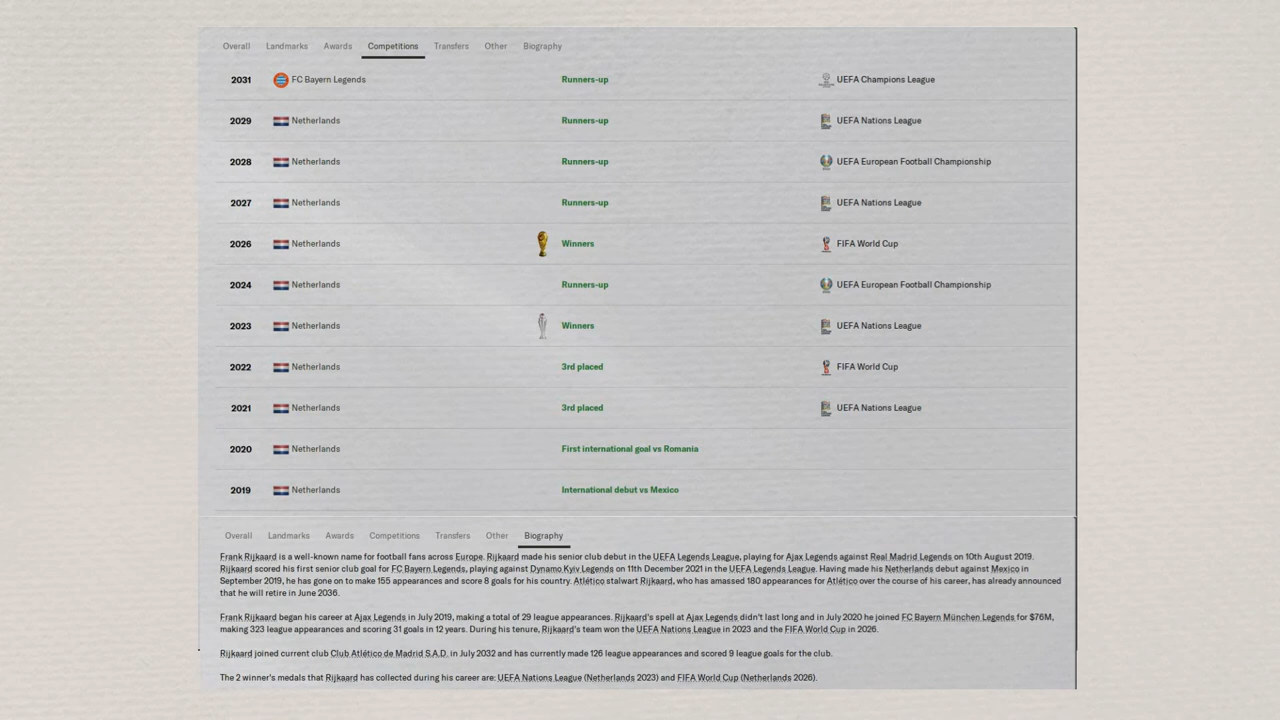 Overall Landmarks Awards Competitions Transfers Other Biography
2031 FC Bayern Legends Runners-up UEFA Champions League
2029 Netherlands Runners-up UEFA Nations League
2028 Netherlands Runners-up UEFA European Football Championship
2027 Netherlands Runners-up UEFA Nations League
2026 Netherlands Winners FIFA World Cup
2024 Netherlands Runners-up UEFA European Football Championship
2023 Netherlands Winners UEFA Nations League
2022 Netherlands 3rd placed FIFA World Cup
2021 Netherlands 3rd placed UEFA Nations League
2020 Netherlands First international goal vs Romania
2019 Netherlands International debut vs Mexico
Overall Landmarks Awards Competitions Transfers Other Biography
Frank Rijkaard is a well-known name for football fans across Europe. Rijkaard made his senior club debut in the UEFA Legends League, playing for Ajax Legends against Real Madrid Legends on 10th August 2019.
Rijkaard scored his first senior club goal for FC Bayern Legends, playing against Dynamo Kyiv Legends on 11th December 2021 in the UEFA Legends League. Having made his Netherlands debut against Mexico in
September 2019, he has gone on to make 155 appearances and score 8 goals for his country. Atlético stalwart Rijkaard, who has amassed 180 appearances for Atlético over the course of his career, has already announced
that he will retire in June 2036.
Frank Rijkaard began his career at Ajax Legends in July 2019, making a total of 29 league appearances. Rijkaard's spell at Ajax Legends didn't last long and in July 2020 he joined FC Bayern München Legends for $76M,
making 323 league appearances and scoring 31 goals in 12 years. During his tenure, Rijkaard's team won the UEFA Nations League in 2023 and the FIFA World Cup in 2026.
Rijkaard joined current club Club Atlético de Madrid S.A.D. in July 2032 and has currently made 126 league appearances and scored 9 league goals for the club.
The 2 winner's medals that Rijkaard has collected during his career are: UEFA Nations League (Netherlands 2023) and FIFA World Cup (Netherlands 2026).